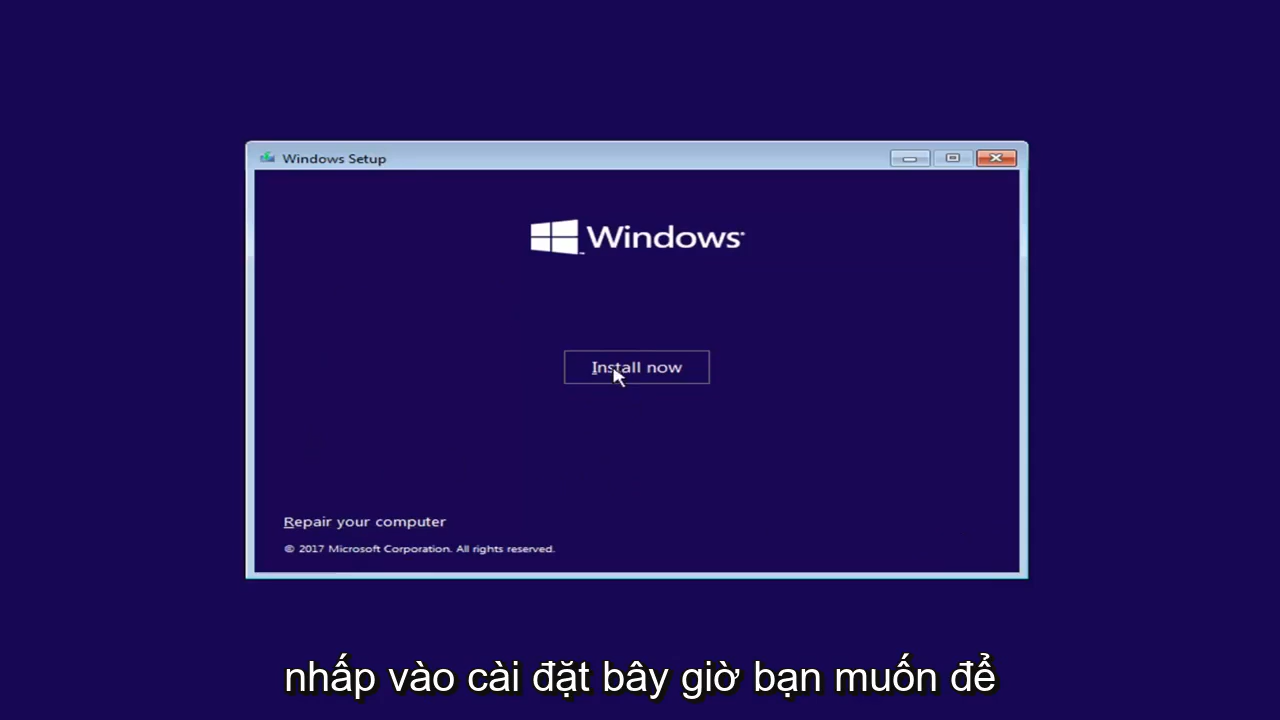 Windows Setup
Windows
Install now
Repair your computer
© 2017 Microsoft Corporation. All rights reserved.
nhấp vào cài đặt bây giờ bạn muốn để